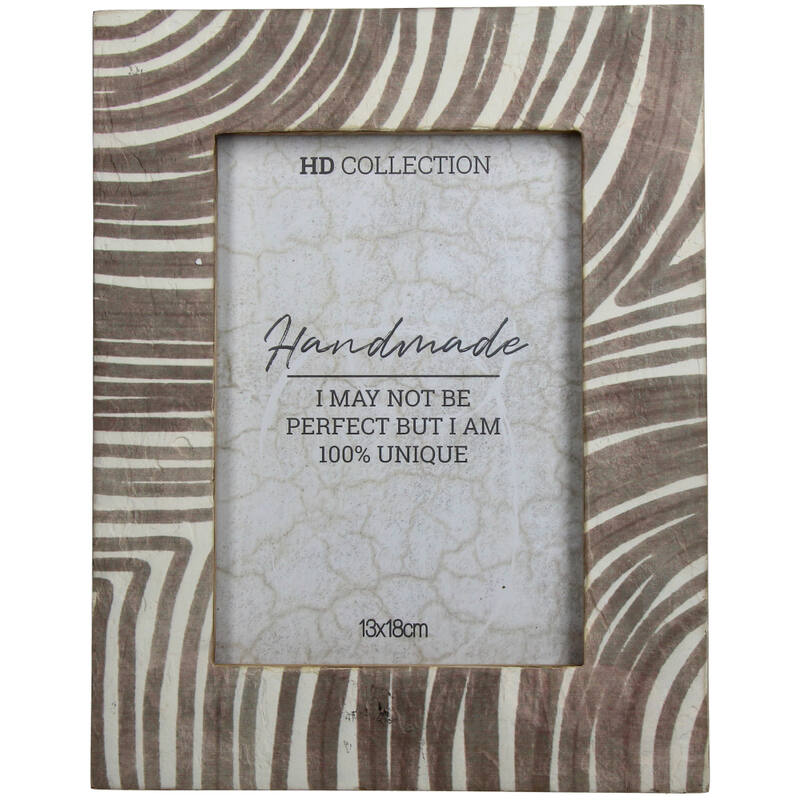 HD COLLECTION
Handmade
I MAY NOT BE
PERFECT BUT I AM
100% UNIQUE
13x18cm